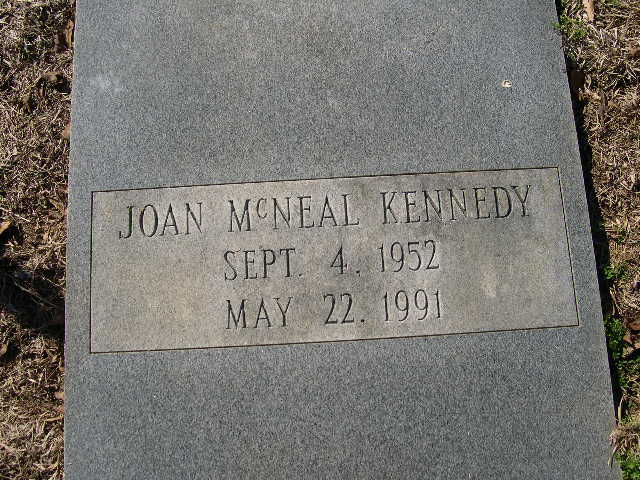 JOAN McNEAL KENNEDY
SEPT. 4, 1952
MAY 22, 1991